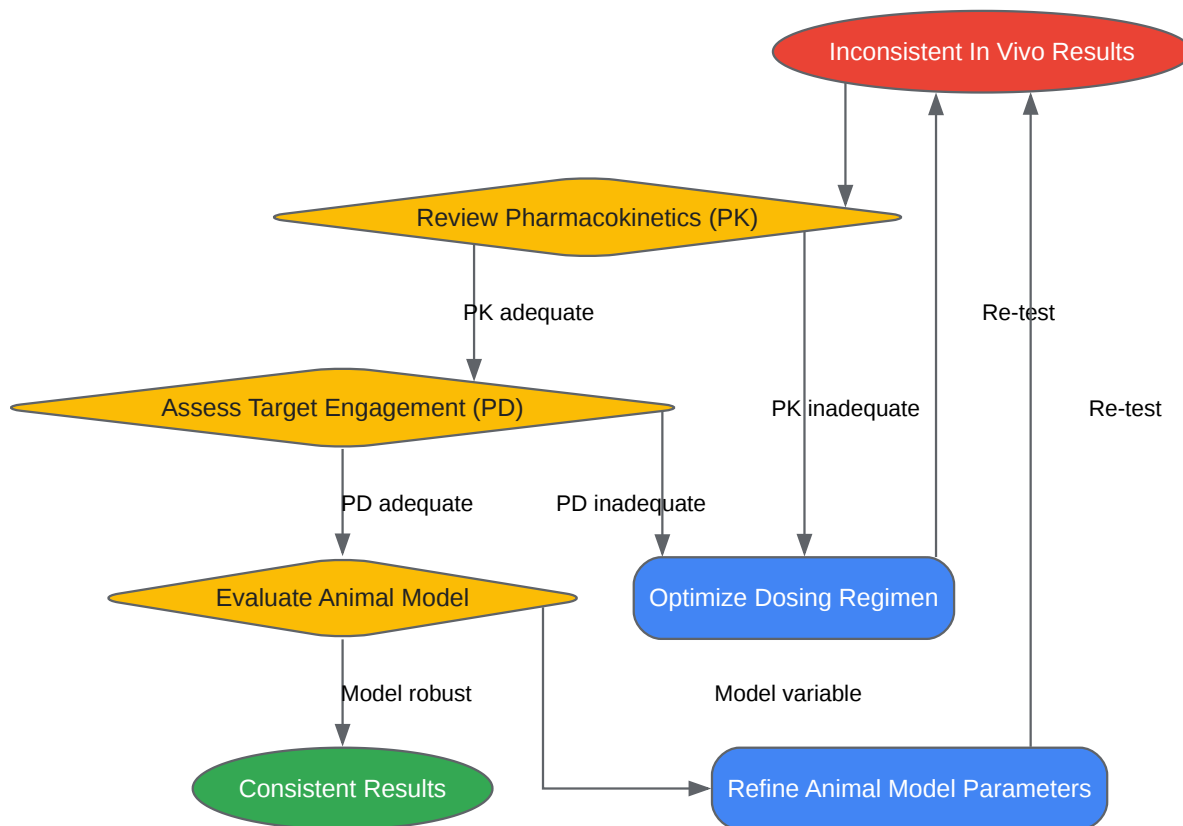 Inconsistent In Vivo Results
Review Pharmacokinetics (PK)
PK adequate
Re-test
Assess Target Engagement (PD)
PK inadequate
Re-test
PD adequate
PD inadequate
Evaluate Animal Model
Optimize Dosing Regimen
Model robust
Model variable
Consistent Results
Refine Animal Model Parameters